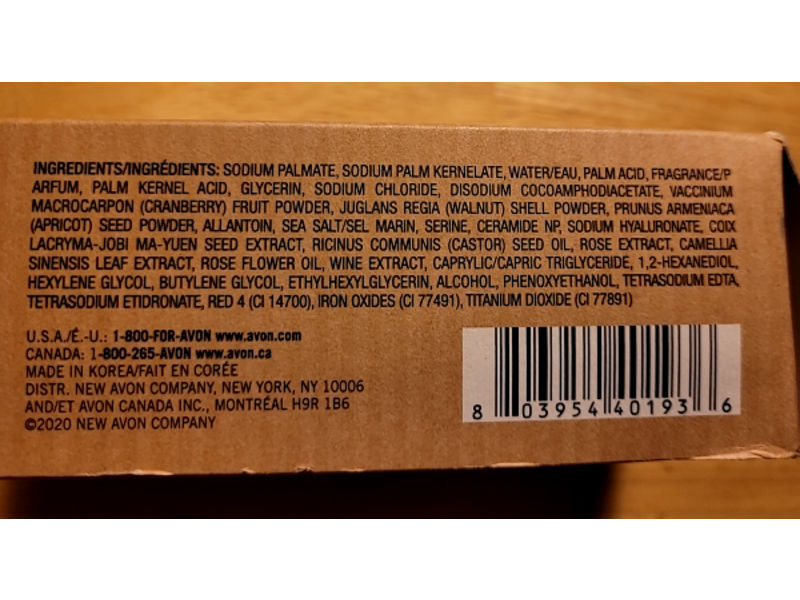 INGREDIENTS/INGRÉDIENTS: SODIUM PALMATE, SODIUM PALM KERNELATE, WATER/EAU, PALM ACID, FRAGRANCE/P
ARFUM, PALM KERNEL ACID, GLYCERIN, SODIUM CHLORIDE, DISODIUM COCOAMPHODIACETATE, VACCINIUM
MACROCARPON (CRANBERRY) FRUIT POWDER, JUGLANS REGIA (WALNUT) SHELL POWDER, PRUNUS ARMENIACA
(APRICOT) SEED POWDER, ALLANTOIN, SEA SALT/SEL MARIN, SERINE, CERAMIDE NP, SODIUM HYALURONATE, COIX
LACRYMA-JOBI MA-YUEN SEED EXTRACT, RICINUS COMMUNIS (CASTOR) SEED OIL, ROSE EXTRACT, CAMELLIA
SINENSIS LEAF EXTRACT, ROSE FLOWER OIL, WINE EXTRACT, CAPRYLIC/CAPRIC TRIGLYCERIDE, 1,2-HEXANEDIOL,
HEXYLENE GLYCOL, BUTYLENE GLYCOL, ETHYLHEXYLGLYCERIN, ALCOHOL, PHENOXYETHANOL, TETRASODIUM EDTA,
TETRASODIUM ETIDRONATE, RED 4 (CI 14700), IRON OXIDES (CI 77491), TITANIUM DIOXIDE (CI 77891)
U.S.A./É.-U.: 1-800-FOR-AVON www.avon.com
CANADA: 1-800-265-AVON www.avon.ca
MADE IN KOREA/FAIT EN CORÉE
DISTR. NEW AVON COMPANY, NEW YORK, NY 10006
AND/ET AVON CANADA INC., MONTRÉAL H9R 1B6
©2020 NEW AVON COMPANY
8 03954 40193 6